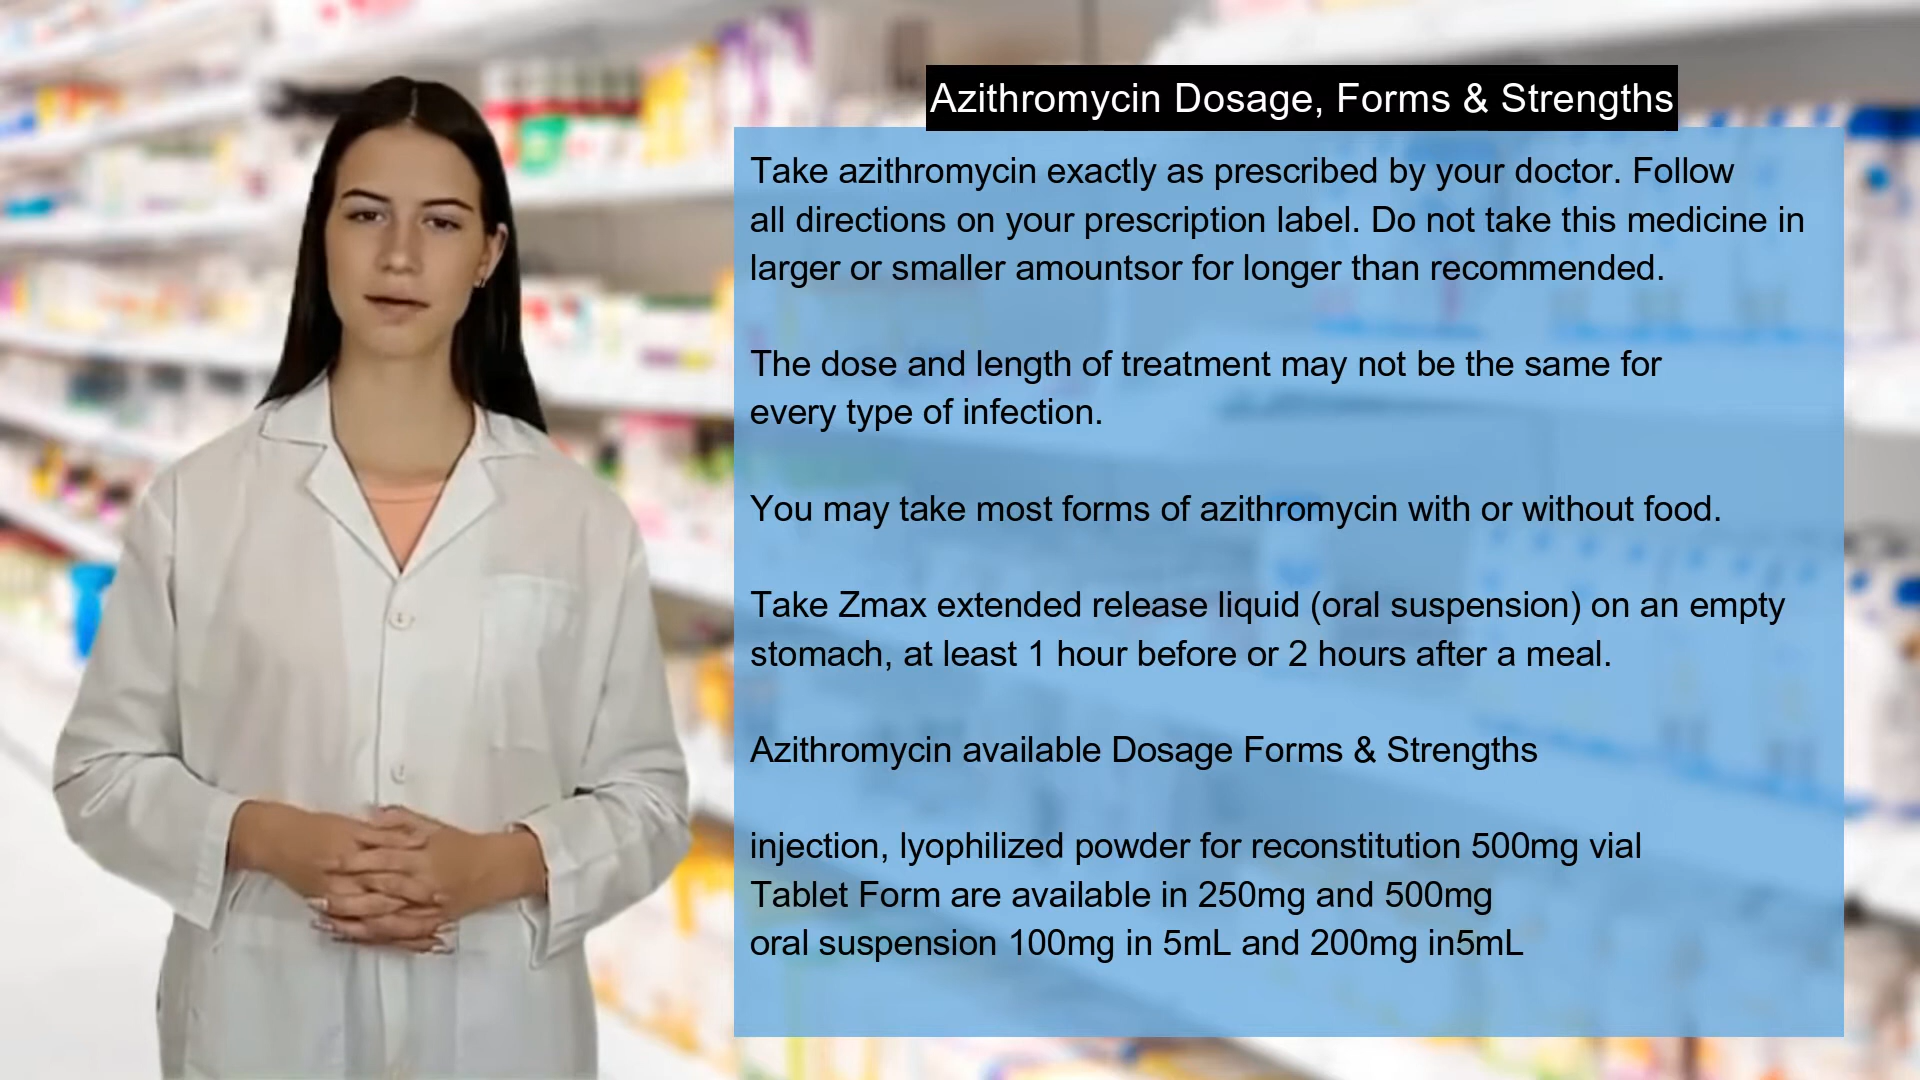 Azithromycin Dosage, Forms & Strengths
Take azithromycin exactly as prescribed by your doctor. Follow
all directions on your prescription label. Do not take this medicine in
larger or smaller amountsor for longer than recommended.
The dose and length of treatment may not be the same for
every type of infection.
You may take most forms of azithromycin with or without food.
Take Zmax extended release liquid (oral suspension) on an empty
stomach, at least 1 hour before or 2 hours after a meal.
Azithromycin available Dosage Forms & Strengths
injection, lyophilized powder for reconstitution 500mg vial
Tablet Form are available in 250mg and 500mg
oral suspension 100mg in 5mL and 200mg in5mL